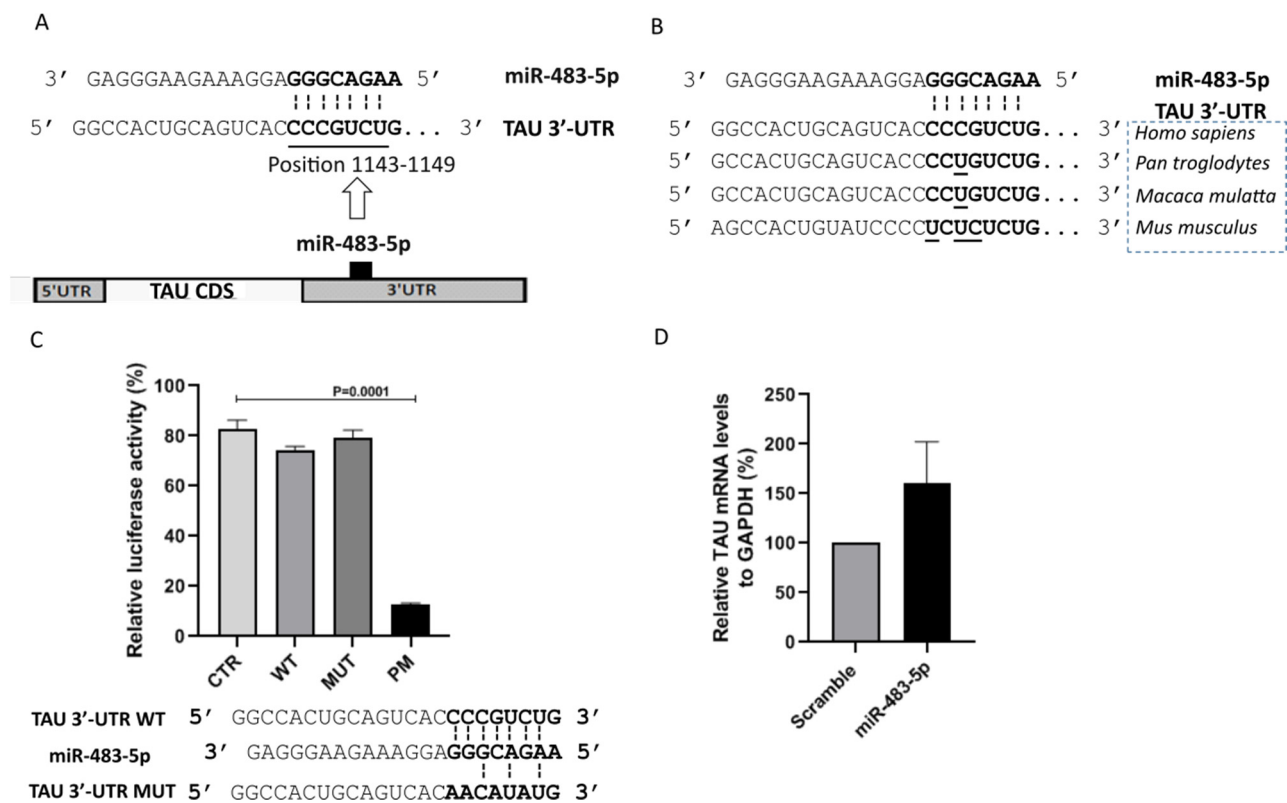 A
3′ GAGGGAAGAAAGGAGGGCAGAA 5′ miR-483-5p
5′ GGCCACUGCAGUCACCCCGUCUG... 3′ TAU 3′-UTR
Position 1143-1149
miR-483-5p
5'UTR TAU CDS 3'UTR
B
3′ GAGGGAAGAAAGGAGGGCAGAA 5′ miR-483-5p
TAU 3′-UTR
5′ GGCCACUGCAGUCACCCCGUCUG... 3′ Homo sapiens
5′ GCCACUGCAGUCACCCCUGUCUG... 3′ Pan troglodytes
5′ GCCACUGCAGUCACCCCUGUCUG... 3′ Macaca mulatta
5′ AGCCACUGUAUCCCCUCUCUCUG... 3′ Mus musculus
C
Relative luciferase activity (%)
100
80
60
40
20
0
P=0.0001
CTR WT MUT PM
TAU 3′-UTR WT 5′ GGCCACUGCAGUCACCCCGUCUG 3′
miR-483-5p 3′ GAGGGAAGAAAGGAGGGCAGAA 5′
TAU 3′-UTR MUT 5′ GGCCACUGCAGUCACAACAUAUG 3′
D
Relative TAU mRNA levels
to GAPDH (%)
250
200
150
100
50
0
Scramble miR-483-5p